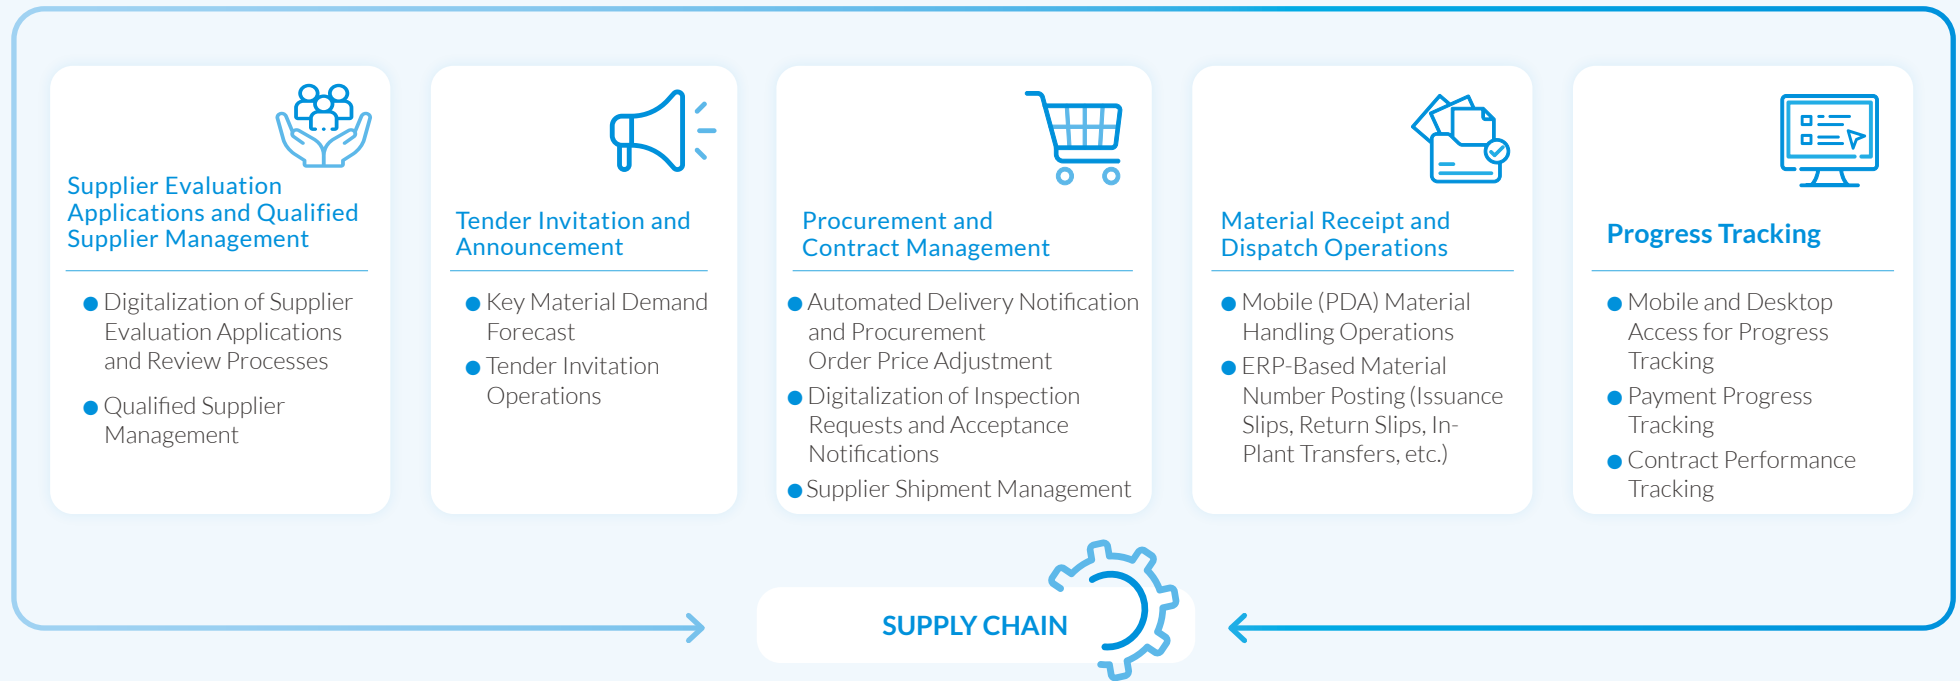 Supplier Evaluation
Applications and Qualified
Supplier Management
● Digitalization of Supplier
Evaluation Applications
and Review Processes
● Qualified Supplier
Management
Tender Invitation and
Announcement
● Key Material Demand
Forecast
● Tender Invitation
Operations
Procurement and
Contract Management
● Automated Delivery Notification
and Procurement
Order Price Adjustment
● Digitalization of Inspection
Requests and Acceptance
Notifications
● Supplier Shipment Management
Material Receipt and
Dispatch Operations
● Mobile (PDA) Material
Handling Operations
● ERP-Based Material
Number Posting (Issuance
Slips, Return Slips, In-
Plant Transfers, etc.)
Progress Tracking
● Mobile and Desktop
Access for Progress
Tracking
● Payment Progress
Tracking
● Contract Performance
Tracking
SUPPLY CHAIN